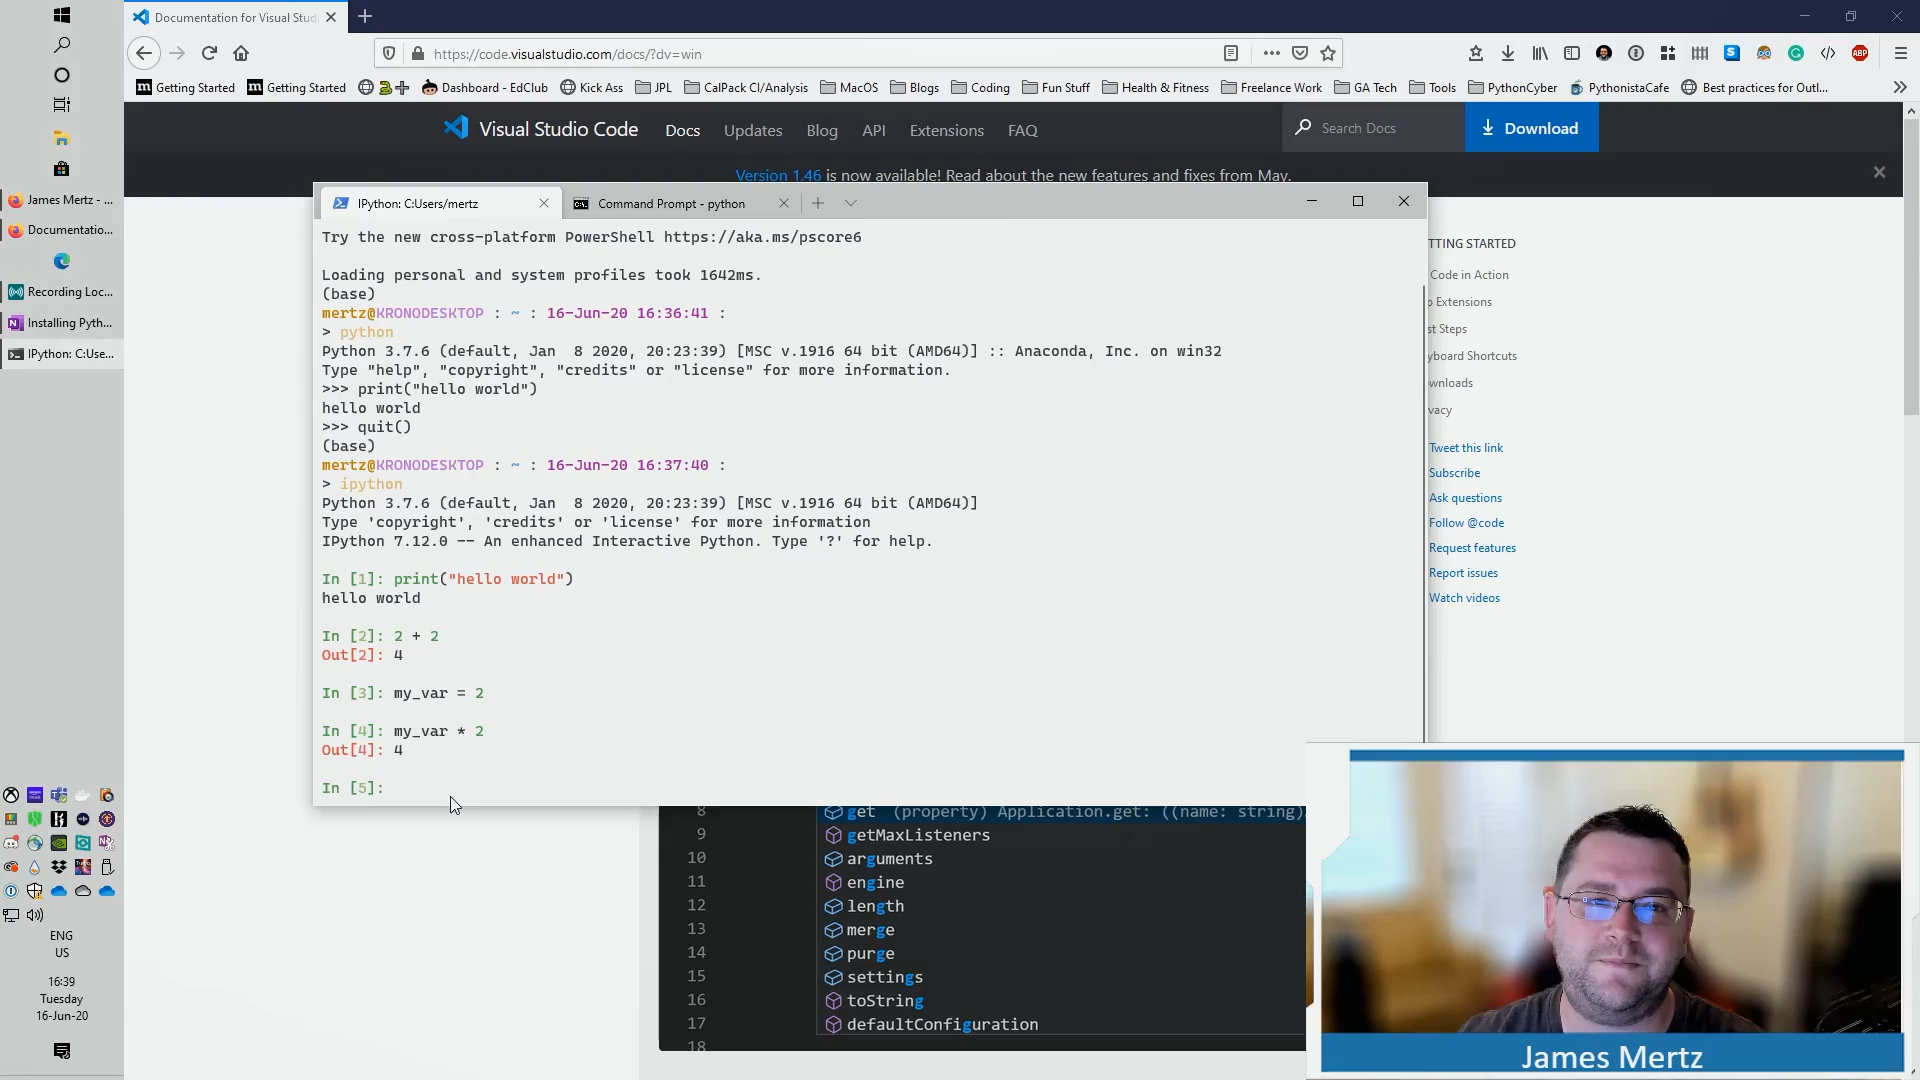 Documentation for Visual Stud
https://code.visualstudio.com/docs/?dv=win
Getting Started
Getting Started
Dashboard - EdClub
Kick Ass
JPL
CalPack CI/Analysis
MacOS
Blogs
Coding
Fun Stuff
Health & Fitness
Freelance Work
GA Tech
Tools
PythonCyber
PythonistaCafe
Best practices for Outl...
ABP
Visual Studio Code
Docs
Updates
Blog
API
Extensions
FAQ
Search Docs
Download
Version 1.46 is now available! Read about the new features and fixes from May.
James Mertz - ...
Documentatio...
Recording Loc...
Installing Pyth...
IPython: C:Use...
IPython: C:Users/mertz
Command Prompt - python
Try the new cross-platform PowerShell https://aka.ms/pscore6
Loading personal and system profiles took 1642ms.
(base)
mertz@KRONODESKTOP : ~ : 16-Jun-20 16:36:41 :
> python
Python 3.7.6 (default, Jan  8 2020, 20:23:39) [MSC v.1916 64 bit (AMD64)] :: Anaconda, Inc. on win32
Type "help", "copyright", "credits" or "license" for more information.
>>> print("hello world")
hello world
>>> quit()
(base)
mertz@KRONODESKTOP : ~ : 16-Jun-20 16:37:40 :
> ipython
Python 3.7.6 (default, Jan  8 2020, 20:23:39) [MSC v.1916 64 bit (AMD64)]
Type 'copyright', 'credits' or 'license' for more information
IPython 7.12.0 -- An enhanced Interactive Python. Type '?' for help.
In [1]: print("hello world")
hello world
In [2]: 2 + 2
Out[2]: 4
In [3]: my_var = 2
In [4]: my_var * 2
Out[4]: 4
In [5]:
TTING STARTED
Code in Action
p Extensions
st Steps
yboard Shortcuts
wnloads
vacy
Tweet this link
Subscribe
Ask questions
Follow @code
Request features
Report issues
Watch videos
8 get (property) Application.get: ((name: string)
9 getMaxListeners
10 arguments
11 engine
12 length
13 merge
14 purge
15 settings
16 toString
17 defaultConfiguration
18
ENG
US
16:39
Tuesday
16-Jun-20
James Mertz